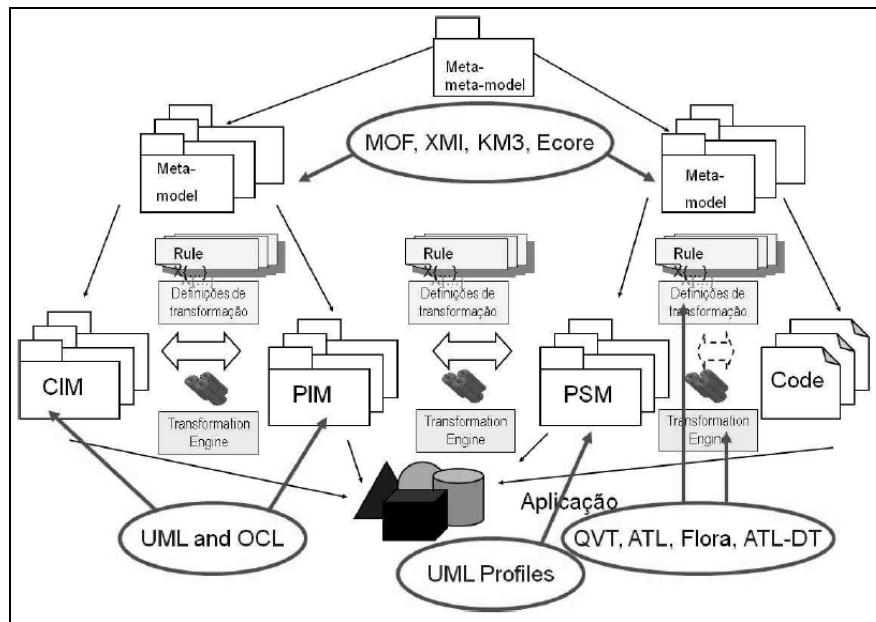 Meta-
meta-model
MOF, XMI, KM3, Ecore
Meta-
model
Meta-
model
Rule
X{...}
Definições de
transformação
Rule
X{...}
Definições de
transformação
Rule
X{...}
Definições de
transformação
CIM
PIM
PSM
Code
Transformation
Engine
Transformation
Engine
Transformation
Engine
Aplicação
UML and OCL
UML Profiles
QVT, ATL, Flora, ATL-DT